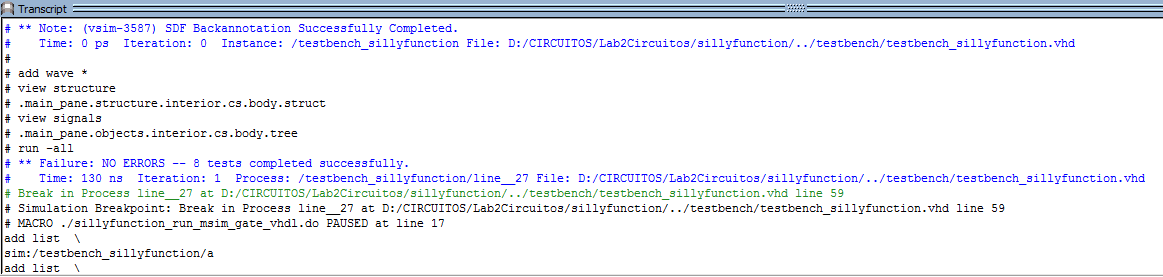 Transcript
# ** Note: (vsim-3587) SDF Backannotation Successfully Completed.
#    Time: 0 ps  Iteration: 0  Instance: /testbench_sillyfunction File: D:/CIRCUITOS/Lab2Circuitos/sillyfunction/../testbench/testbench_sillyfunction.vhd
#
# add wave *
# view structure
# .main_pane.structure.interior.cs.body.struct
# view signals
# .main_pane.objects.interior.cs.body.tree
# run -all
# ** Failure: NO ERRORS -- 8 tests completed successfully.
#    Time: 130 ns  Iteration: 1  Process: /testbench_sillyfunction/line__27 File: D:/CIRCUITOS/Lab2Circuitos/sillyfunction/../testbench/testbench_sillyfunction.vhd
# Break in Process line__27 at D:/CIRCUITOS/Lab2Circuitos/sillyfunction/../testbench/testbench_sillyfunction.vhd line 59
# Simulation Breakpoint: Break in Process line__27 at D:/CIRCUITOS/Lab2Circuitos/sillyfunction/../testbench/testbench_sillyfunction.vhd line 59
# MACRO ./sillyfunction_run_msim_gate_vhdl.do PAUSED at line 17
add list  \
sim:/testbench_sillyfunction/a
add list  \